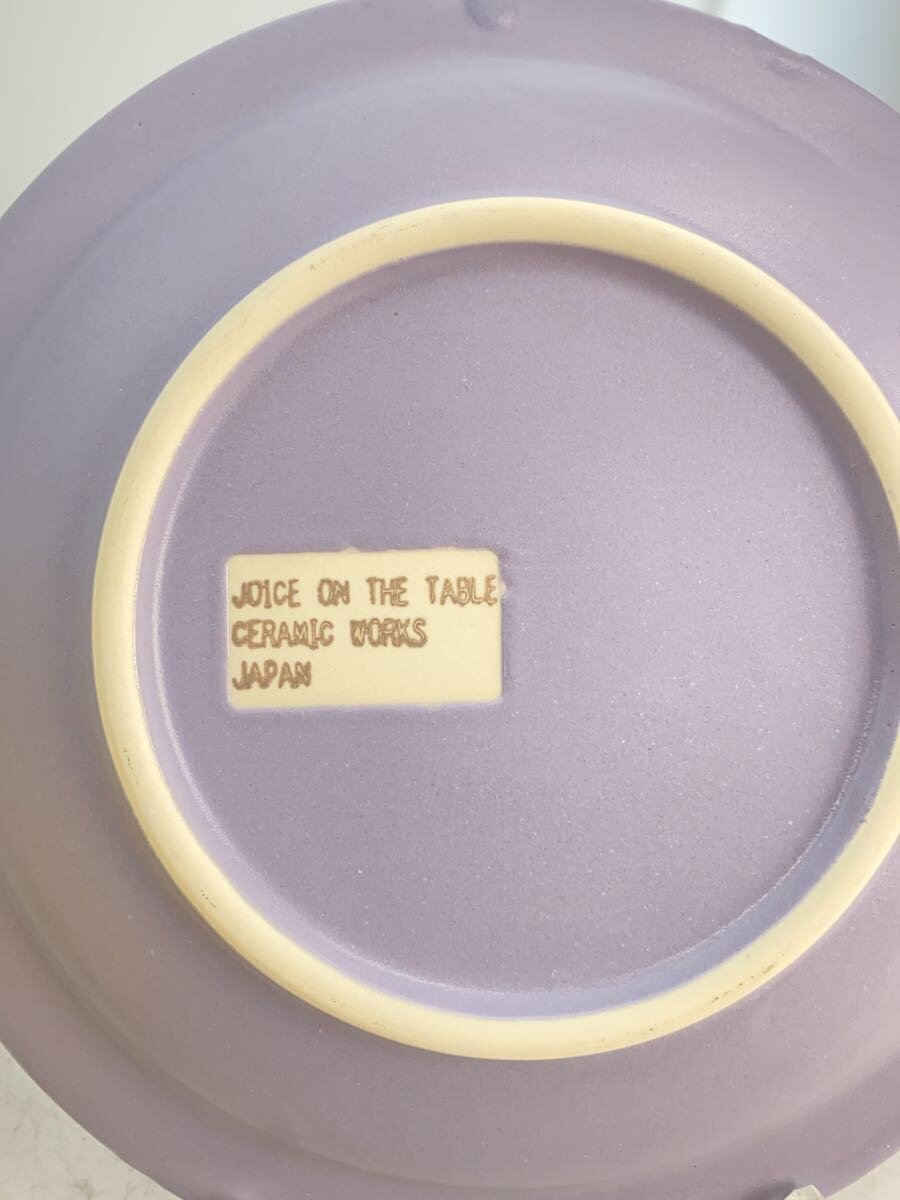 JOICE ON THE TABLE
CERAMIC WORKS
JAPAN